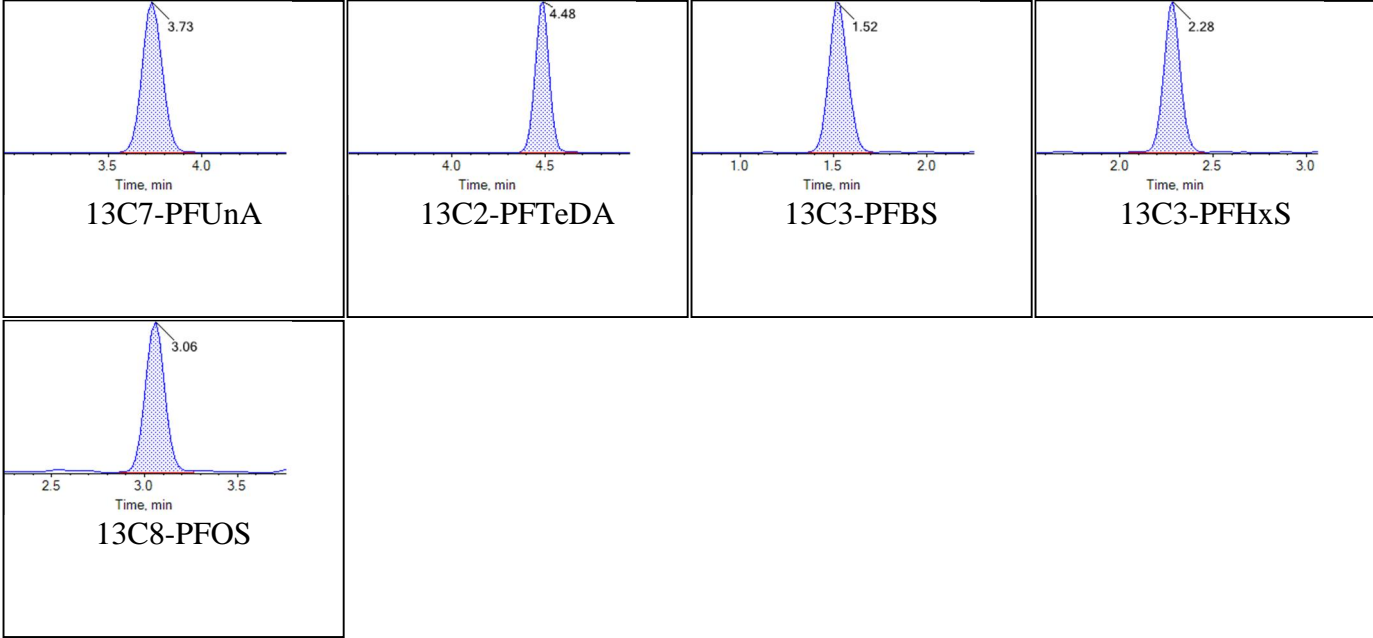 3.73
3.5 4.0
Time, min
13C7-PFUnA
4.48
4.0 4.5
Time, min
13C2-PFTeDA
1.52
1.0 1.5 2.0
Time, min
13C3-PFBS
2.28
2.0 2.5 3.0
Time, min
13C3-PFHxS
3.06
2.5 3.0 3.5
Time, min
13C8-PFOS